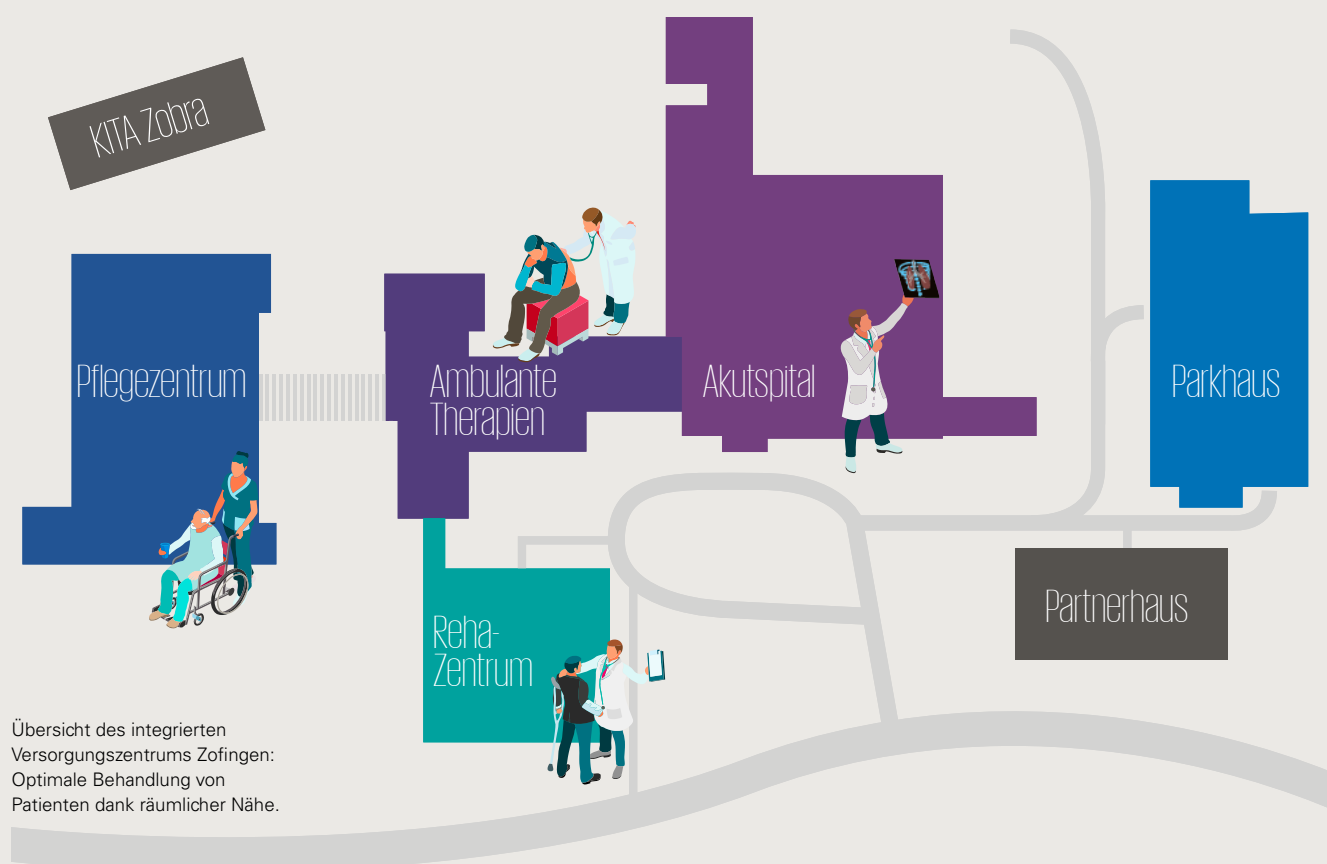 KITA Zobra
Pflegezentrum
Ambulante
Therapien
Akutspital
Parkhaus
Partnerhaus
Reha-
Zentrum
Übersicht des integrierten
Versorgungszentrums Zofingen:
Optimale Behandlung von
Patienten dank räumlicher Nähe.